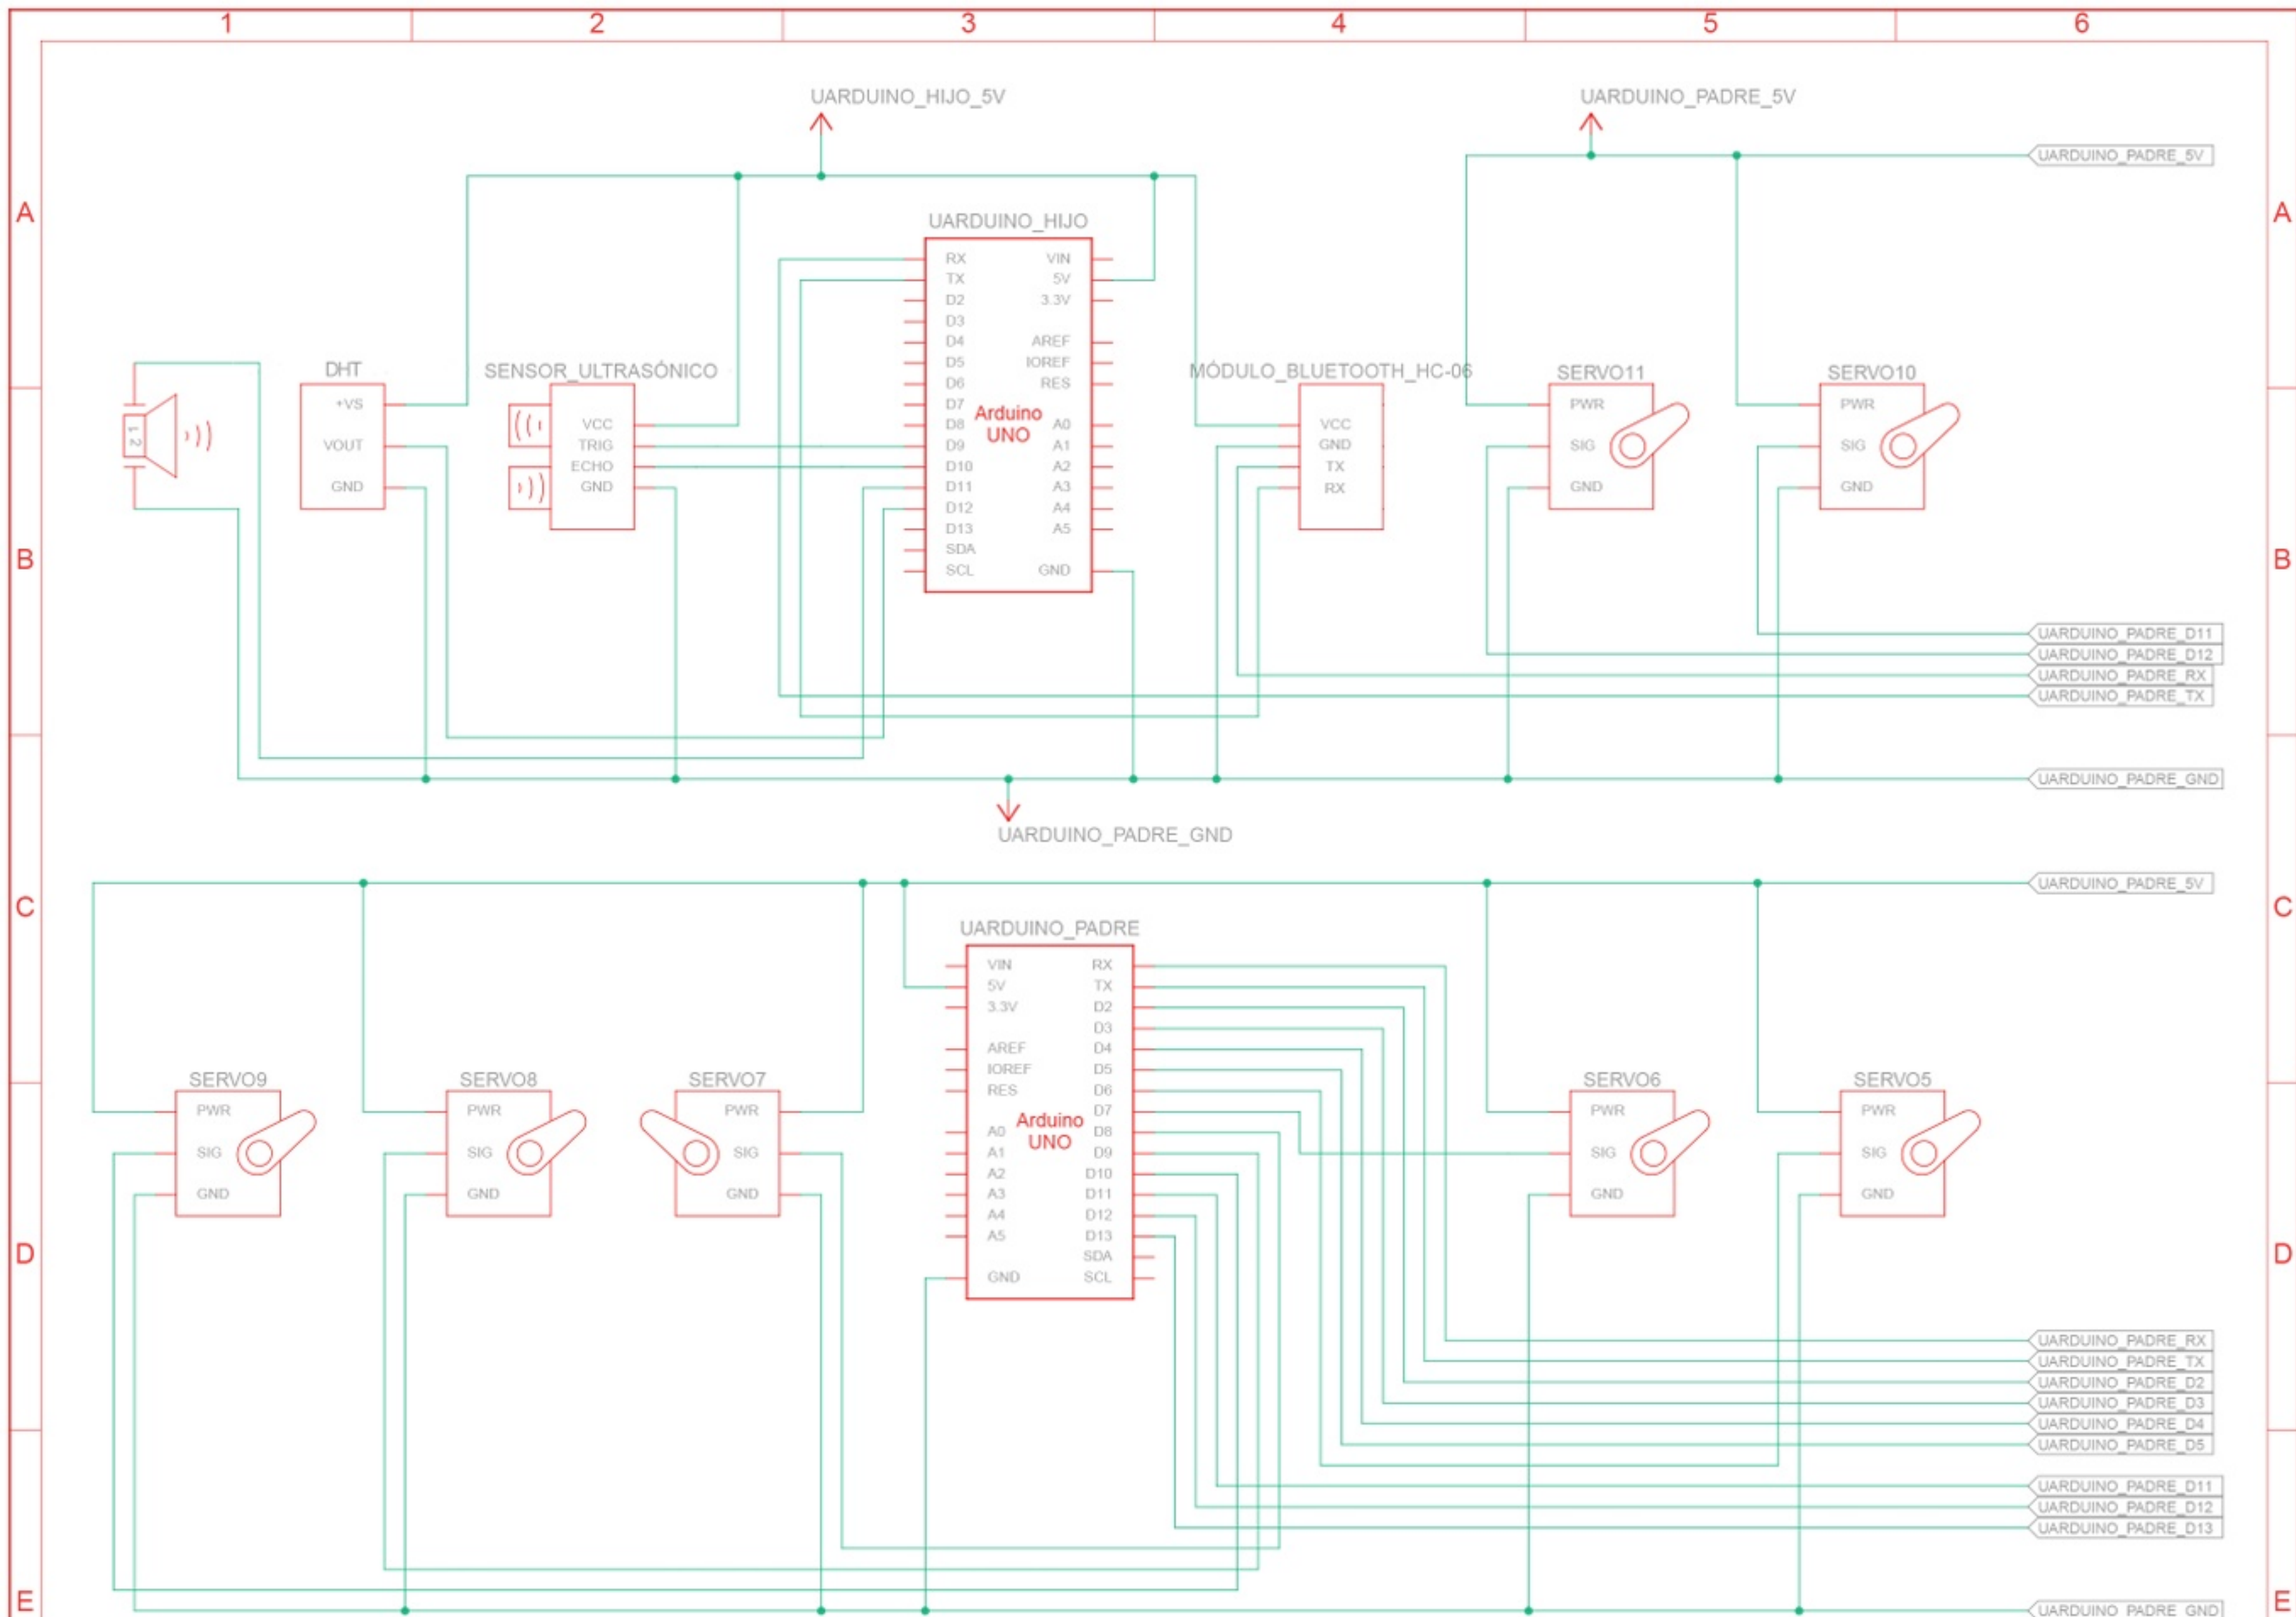 1 2 3 4 5 6
UARDUINO_HIJO_5V
UARDUINO_PADRE_5V
UARDUINO_PADRE_5V
A
A
UARDUINO_HIJO
RX VIN
TX 5V
D2 3.3V
D3
D4 AREF
D5 IOREF
D6 RES
D7
D8 A0
D9 A1
D10 A2
D11 A3
D12 A4
D13 A5
SDA
SCL GND
Arduino
UNO
1 2
DHT
+VS
VOUT
GND
SENSOR_ULTRASÓNICO
VCC
TRIG
ECHO
GND
MÓDULO_BLUETOOTH_HC-06
VCC
GND
TX
RX
SERVO11
PWR
SIG
GND
SERVO10
PWR
SIG
GND
B
B
UARDUINO_PADRE_D11
UARDUINO_PADRE_D12
UARDUINO_PADRE_RX
UARDUINO_PADRE_TX
UARDUINO_PADRE_GND
UARDUINO_PADRE_GND
UARDUINO_PADRE_5V
C
C
UARDUINO_PADRE
VIN RX
5V TX
3.3V D2
D3
AREF D4
IOREF D5
RES D6
D7
A0 D8
A1 D9
A2 D10
A3 D11
A4 D12
A5 D13
SDA
GND SCL
Arduino
UNO
SERVO9
PWR
SIG
GND
SERVO8
PWR
SIG
GND
SERVO7
PWR
SIG
GND
SERVO6
PWR
SIG
GND
SERVO5
PWR
SIG
GND
D
D
UARDUINO_PADRE_RX
UARDUINO_PADRE_TX
UARDUINO_PADRE_D2
UARDUINO_PADRE_D3
UARDUINO_PADRE_D4
UARDUINO_PADRE_D5
UARDUINO_PADRE_D11
UARDUINO_PADRE_D12
UARDUINO_PADRE_D13
E
E
UARDUINO_PADRE_GND